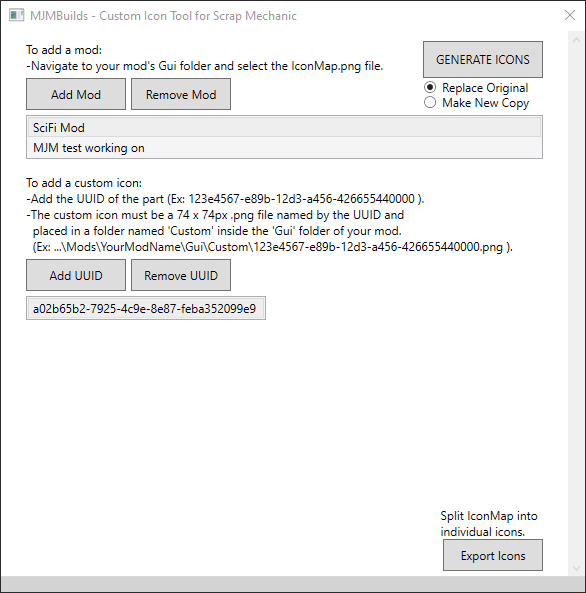 MJMBuilds - Custom Icon Tool for Scrap Mechanic
To add a mod:
-Navigate to your mod's Gui folder and select the IconMap.png file.
GENERATE ICONS
Add Mod
Remove Mod
Replace Original
Make New Copy
SciFi Mod
MJM test working on
To add a custom icon:
-Add the UUID of the part (Ex: 123e4567-e89b-12d3-a456-426655440000 ).
-The custom icon must be a 74 x 74px .png file named by the UUID and
placed in a folder named 'Custom' inside the 'Gui' folder of your mod.
(Ex: ...\Mods\YourModName\Gui\Custom\123e4567-e89b-12d3-a456-426655440000.png ).
Add UUID
Remove UUID
a02b65b2-7925-4c9e-8e87-feba352099e9
Split IconMap into
individual icons.
Export Icons